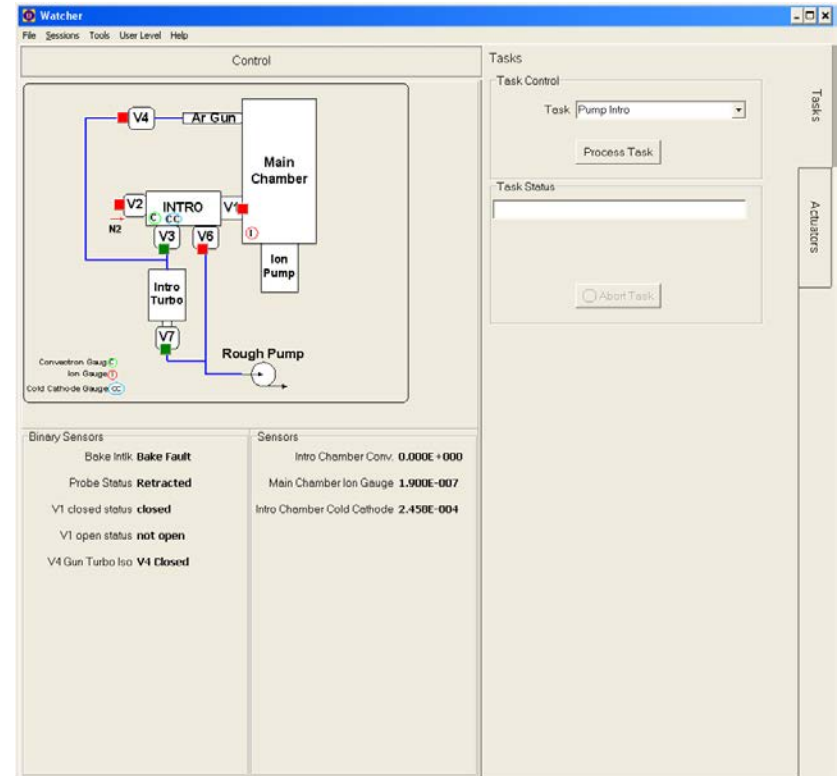 Watcher
File Sessions Tools User Level Help
Control
V4
Ar Gun
Main
Chamber
V2
INTRO
V1
C CC
N2
V3
V6
I
Ion
Pump
Intro
Turbo
V7
Rough Pump
Convectron Gaug C
Ion Gauge I
Cold Cathode Gauge CC
Binary Sensors
Bake Intlk Bake Fault
Probe Status Retracted
V1 closed status closed
V1 open status not open
V4 Gun Turbo Iso V4 Closed
Sensors
Intro Chamber Conv. 0.000E+000
Main Chamber Ion Gauge 1.900E-007
Intro Chamber Cold Cathode 2.458E-004
Tasks
Task Control
Task Pump Intro
Process Task
Task Status
Abort Task
Tasks
Actuators